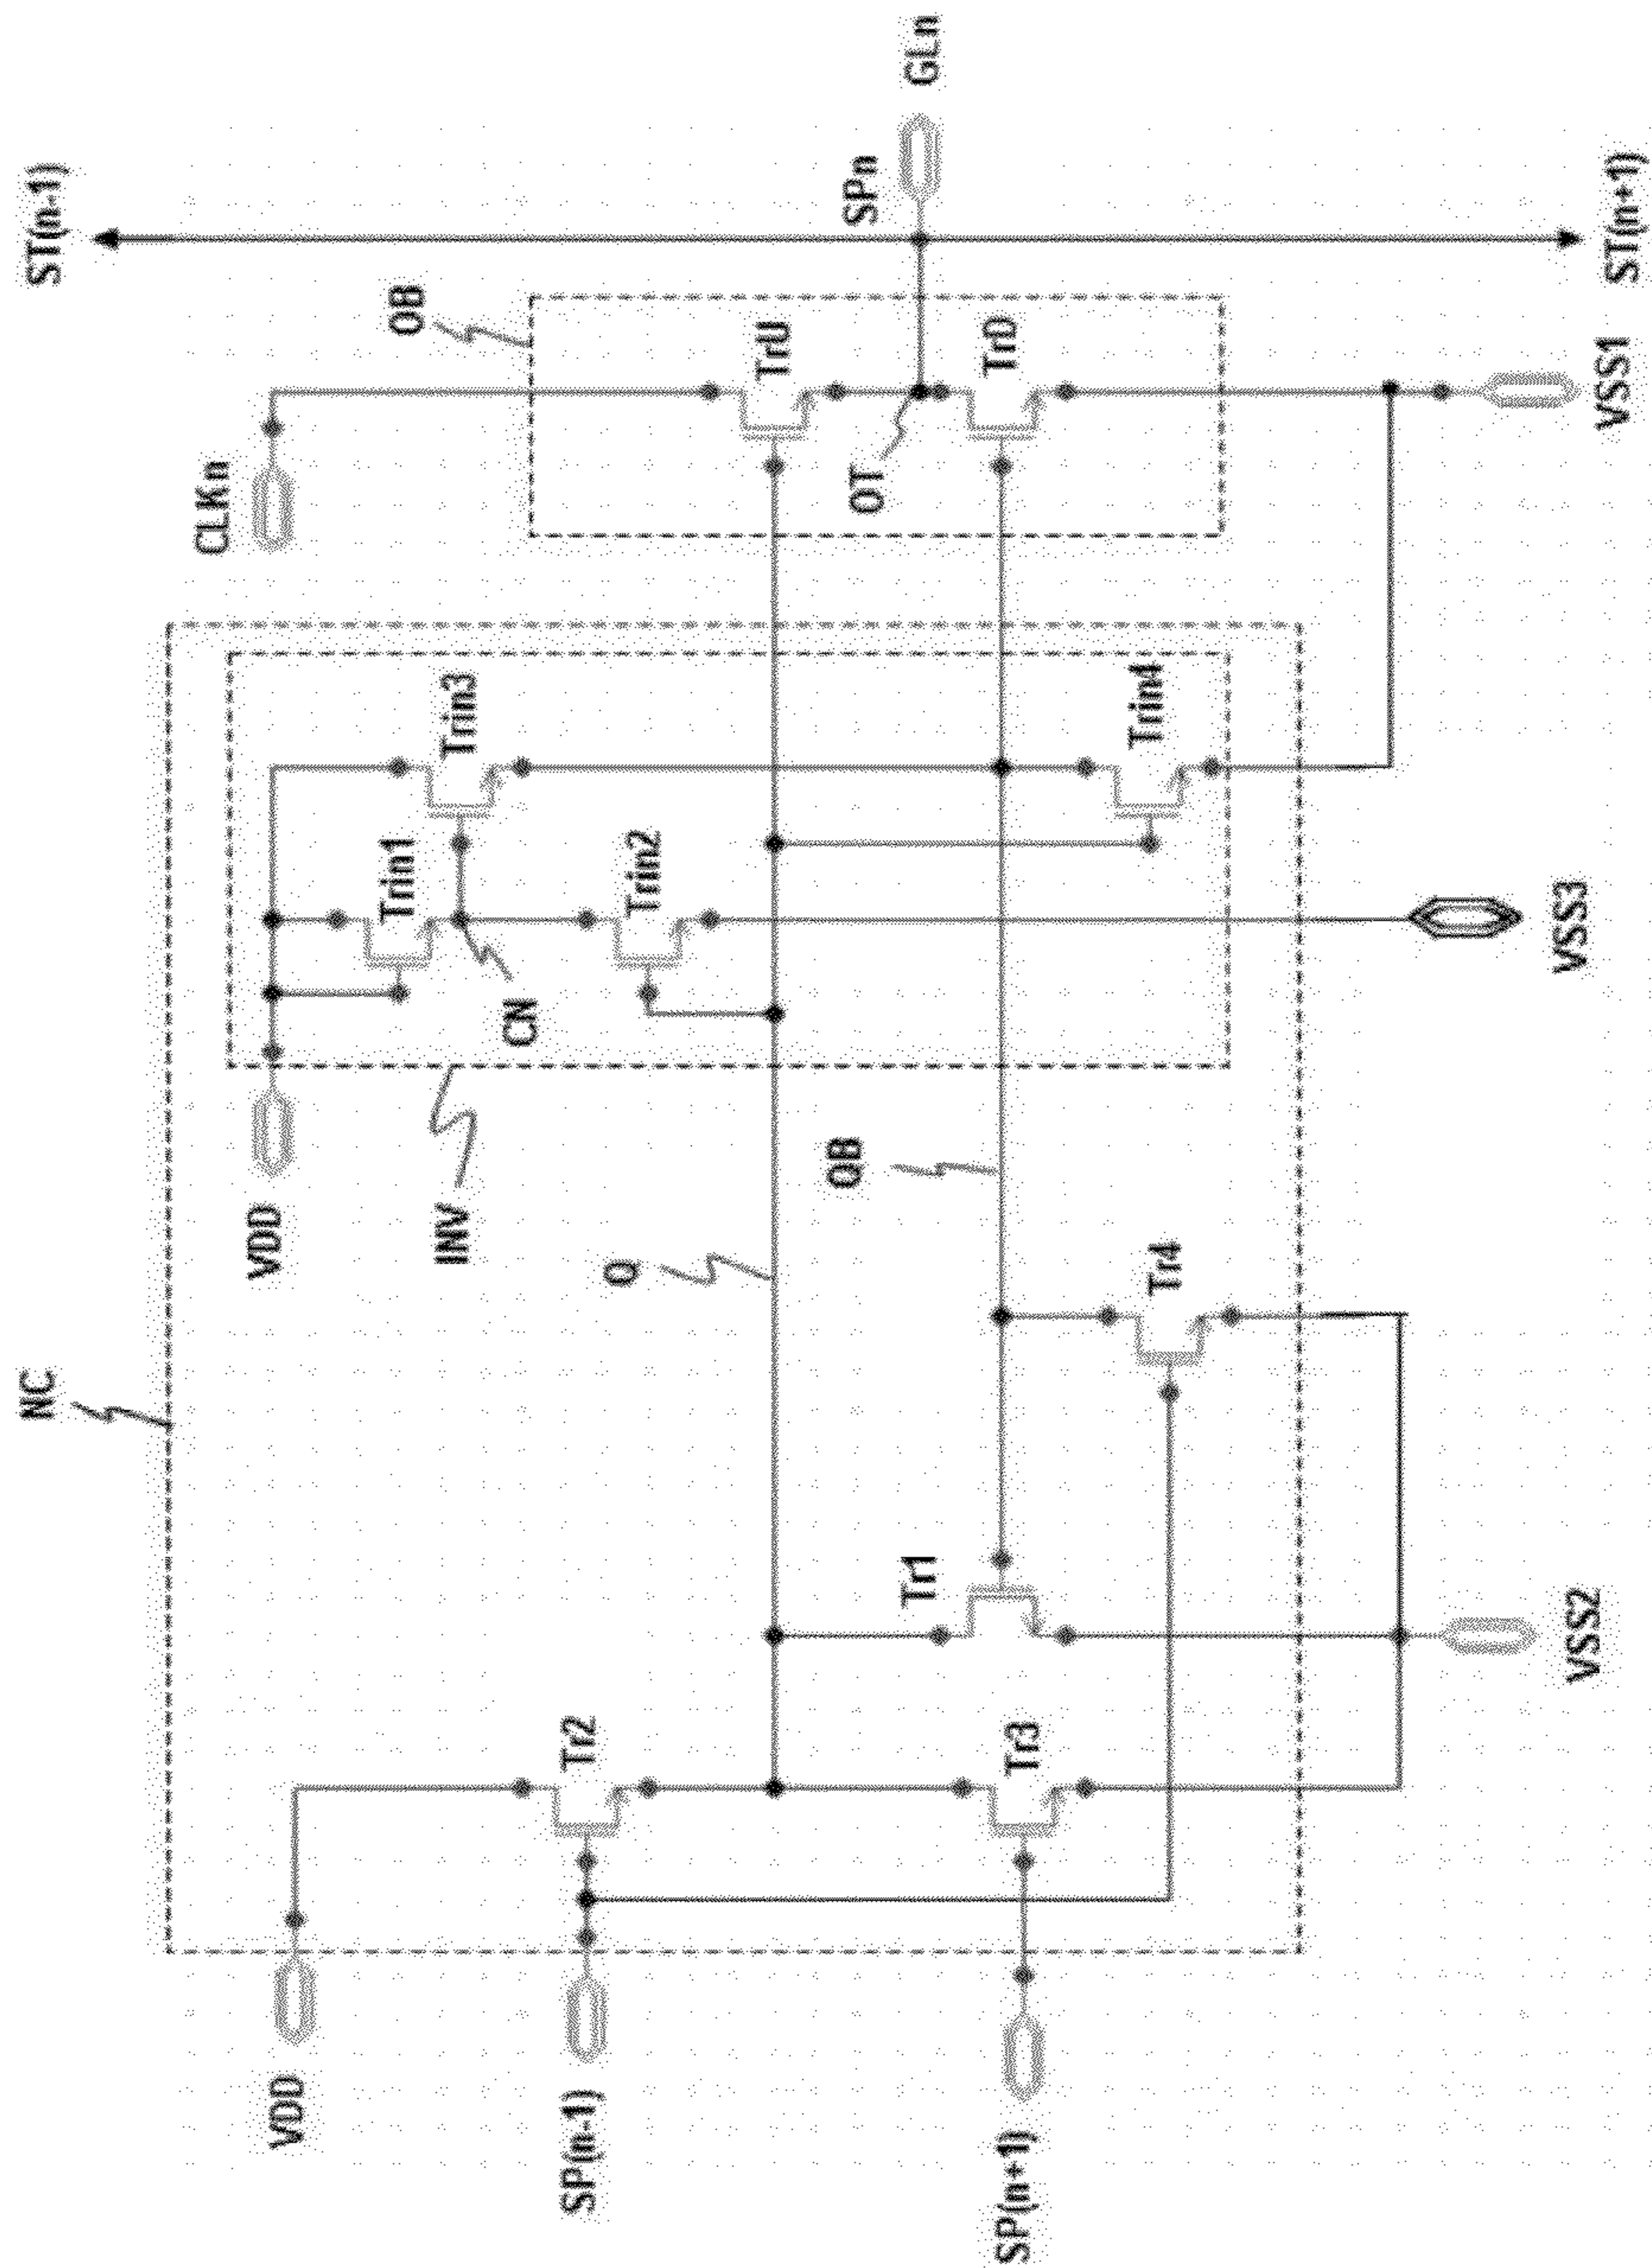 NC
ST(n-1)
VDD
VDD
INV
Trin1
Trin3
CLKn
OB
SP(n-1)
Tr2
Q
CN
Trin2
TrU
SPn
GLn
QB
OT
SP(n+1)
Tr3
Tr1
Tr4
Trin4
TrD
VSS2
VSS3
VSS1
ST(n+1)